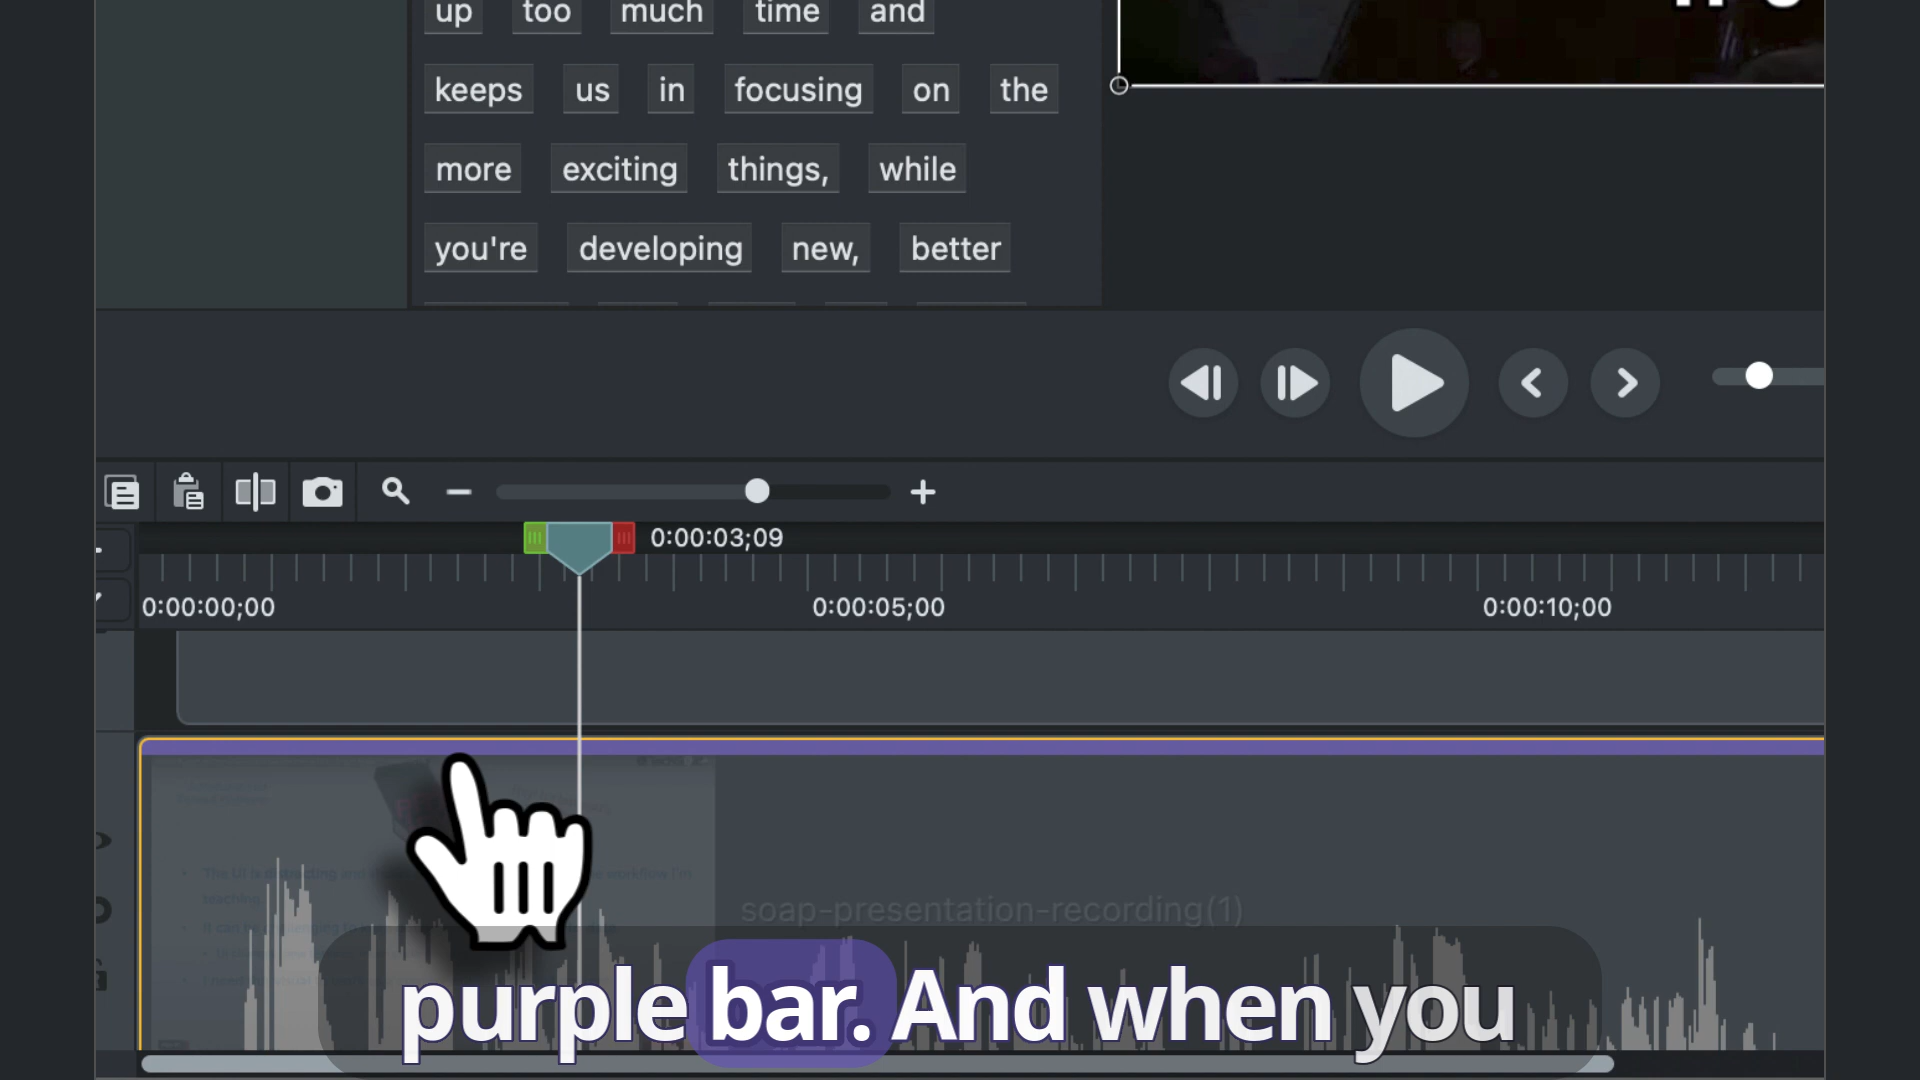 up too much time and
keeps us in focusing on the
more exciting things, while
you're developing new, better
0:00:03;09
0:00:00;00 0:00:05;00 0:00:10;00
soap-presentation-recording(1)
purple bar. And when you